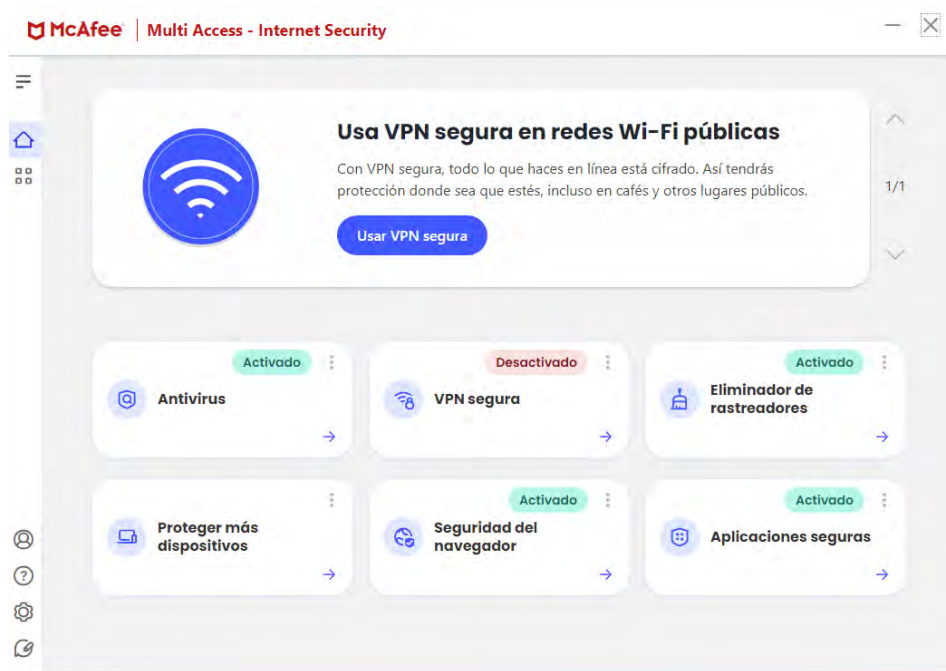 McAfee | Multi Access - Internet Security
Usa VPN segura en redes Wi-Fi públicas
Con VPN segura, todo lo que haces en línea está cifrado. Así tendrás
protección donde sea que estés, incluso en cafés y otros lugares públicos.
1/1
Usar VPN segura
Activado
Antivirus
Desactivado
VPN segura
Activado
Eliminador de
rastreadores
Proteger más
dispositivos
Activado
Seguridad del
navegador
Activado
Aplicaciones seguras